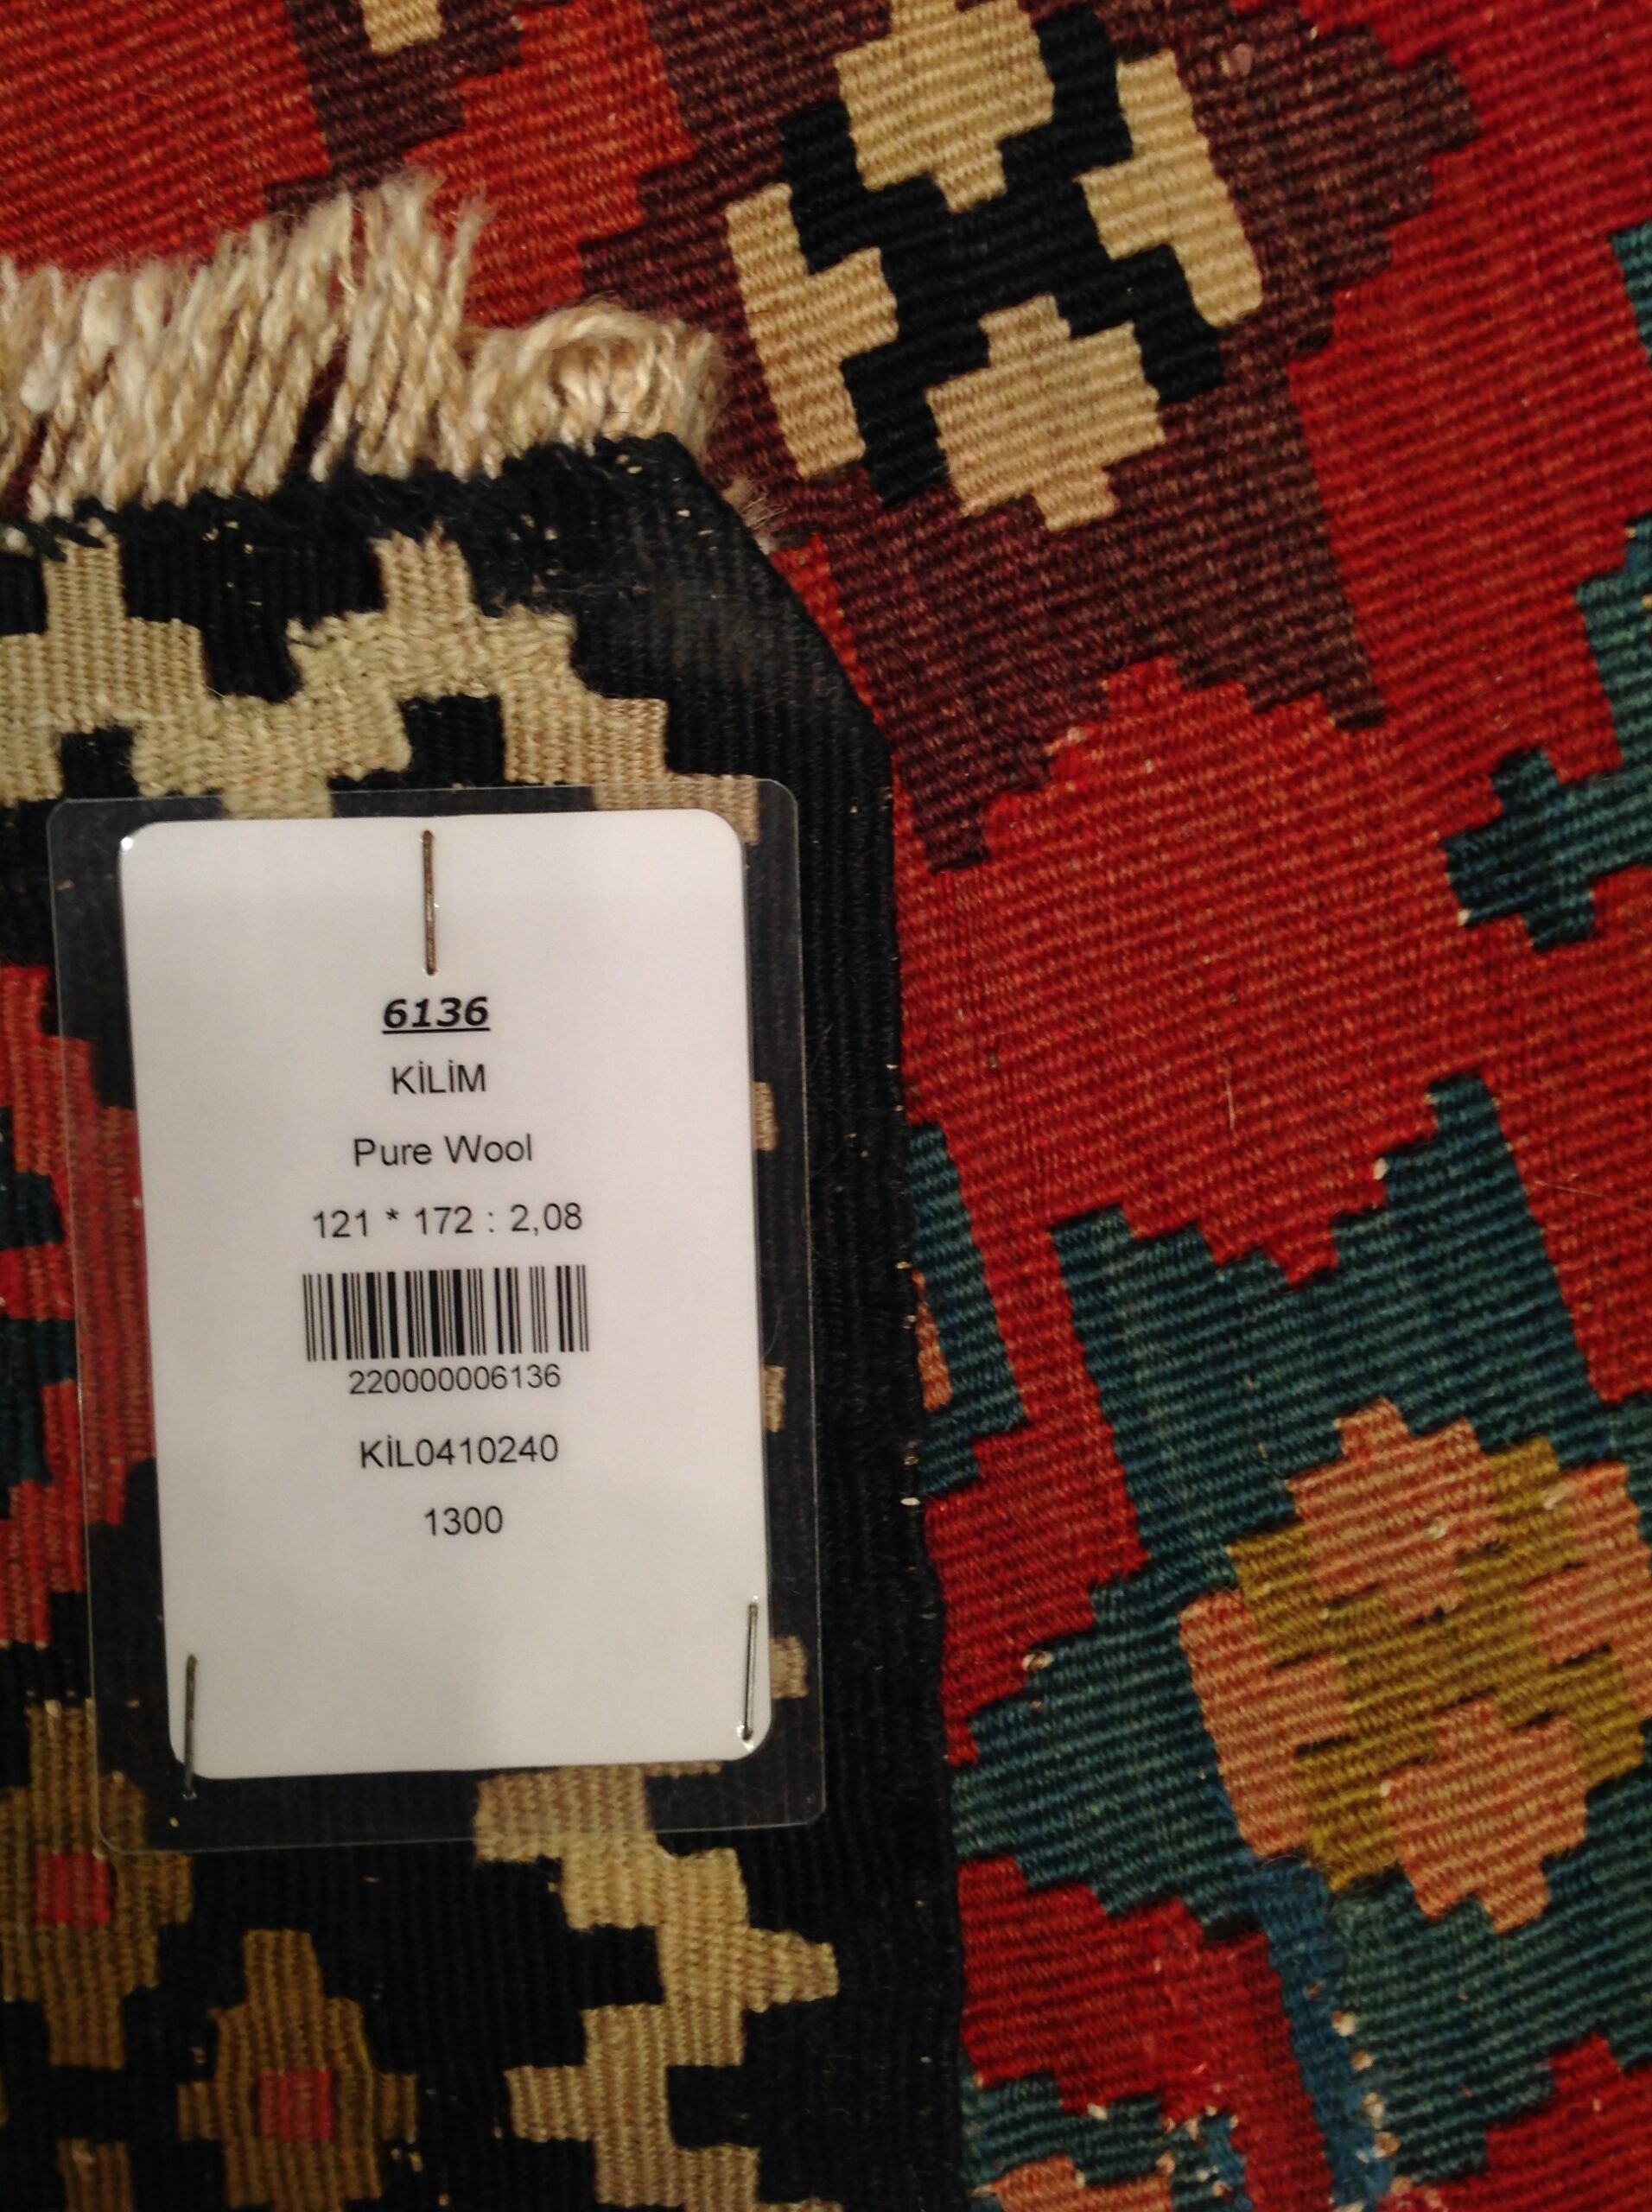 6136
KİLİM
Pure Wool
121 * 172 : 2,08
220000006136
KİL0410240
1300